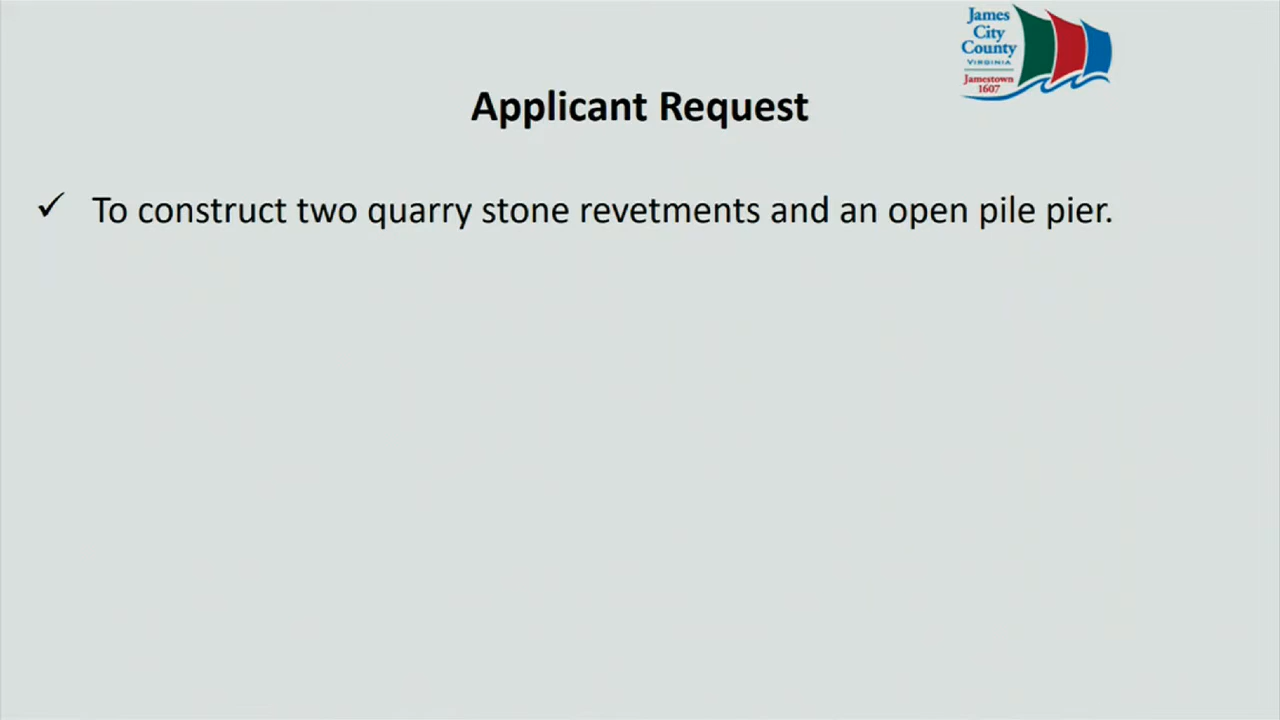 James
City
County
VIRGINIA
Jamestown
1607
Applicant Request
✓ To construct two quarry stone revetments and an open pile pier.